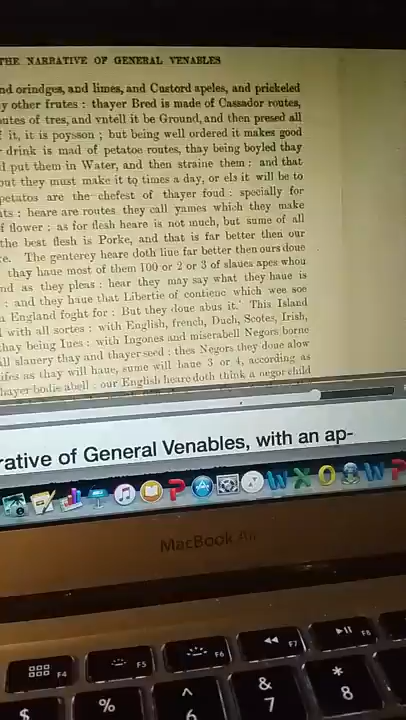 THE NARRATIVE OF GENERAL VENABLES
nd orindges, and limes, and Custord apeles, and prickeled
y other frutes : thayer Bred is made of Cassador routes,
outes of tres, and vntell it be Ground, and then presed all
f it, it is poysson ; but being well ordered it makes good
drink is mad of petatoe routes, thay being boyled thay
d put them in Water, and then straine them : and that
but they must make it to times a day, or els it will be to
petatos are the chefest of thayer foud : specially for
ts : heare are routes they call yames which they make
f flower ; as for flesh heare is not much, but sume of all
the best flesh is Porke, and that is far better then our
e. The genterey heare doth liue far better then ours doue
thay haue most of them 100 or 2 or 3 of slaues apes whou
nd as they pleas : hear they may say what they haue is
: and they haue that Libertie of contienc which wee soe
England foght for : But they doue abus it. This Island
d with all sortes : with English, french, Duch, Scotes, Irish,
thay being Iues : with Ingones and miserabell Negors borne
all slauery thay and thayer seed : thes Negors they doue alow
ifes as thay will haue, sume will haue 3 or 4, according as
thayer bodie abell : our English heare doth think a negor child
rative of General Venables, with an ap-
MacBook Air
F4 F5 F6 F7 F8
$ % ^ & *
6 7 8